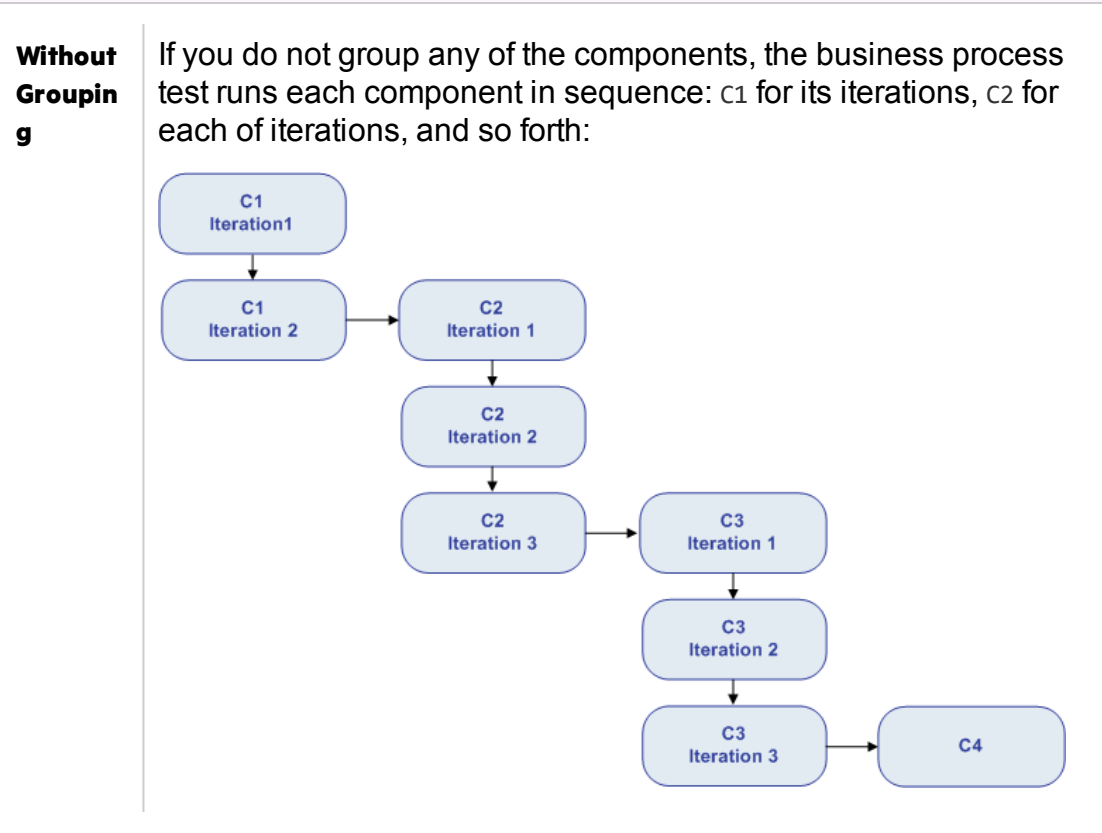 Without
Groupin
g
If you do not group any of the components, the business process
test runs each component in sequence: C1 for its iterations, C2 for
each of iterations, and so forth:
C1
Iteration1
C1
Iteration 2
C2
Iteration 1
C2
Iteration 2
C2
Iteration 3
C3
Iteration 1
C3
Iteration 2
C3
Iteration 3
C4